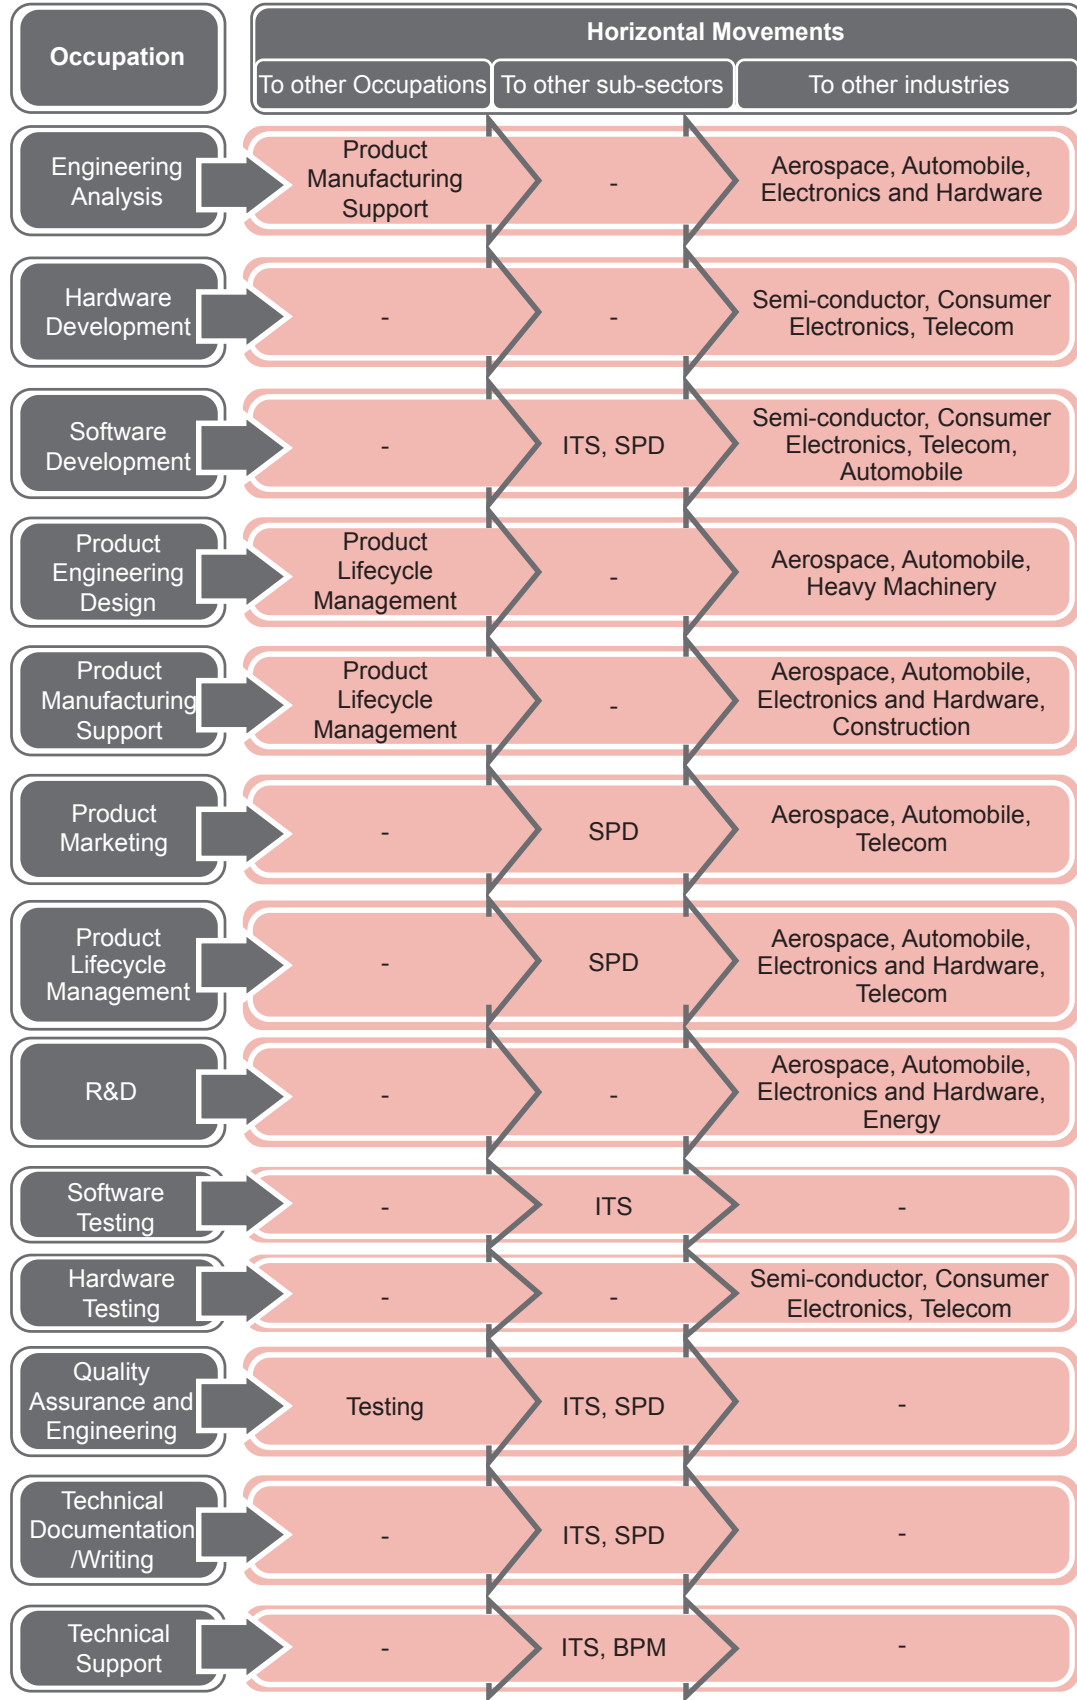 Occupation
Horizontal Movements
To other Occupations
To other sub-sectors
To other industries
Engineering
Analysis
Product
Manufacturing
Support
-
Aerospace, Automobile,
Electronics and Hardware
Hardware
Development
-
-
Semi-conductor, Consumer
Electronics, Telecom
Software
Development
-
ITS, SPD
Semi-conductor, Consumer
Electronics, Telecom,
Automobile
Product
Engineering
Design
Product
Lifecycle
Management
-
Aerospace, Automobile,
Heavy Machinery
Product
Manufacturing
Support
Product
Lifecycle
Management
-
Aerospace, Automobile,
Electronics and Hardware,
Construction
Product
Marketing
-
SPD
Aerospace, Automobile,
Telecom
Product
Lifecycle
Management
-
SPD
Aerospace, Automobile,
Electronics and Hardware,
Telecom
R&D
-
-
Aerospace, Automobile,
Electronics and Hardware,
Energy
Software
Testing
-
ITS
-
Hardware
Testing
-
-
Semi-conductor, Consumer
Electronics, Telecom
Quality
Assurance and
Engineering
Testing
ITS, SPD
-
Technical
Documentation
/Writing
-
ITS, SPD
-
Technical
Support
-
ITS, BPM
-